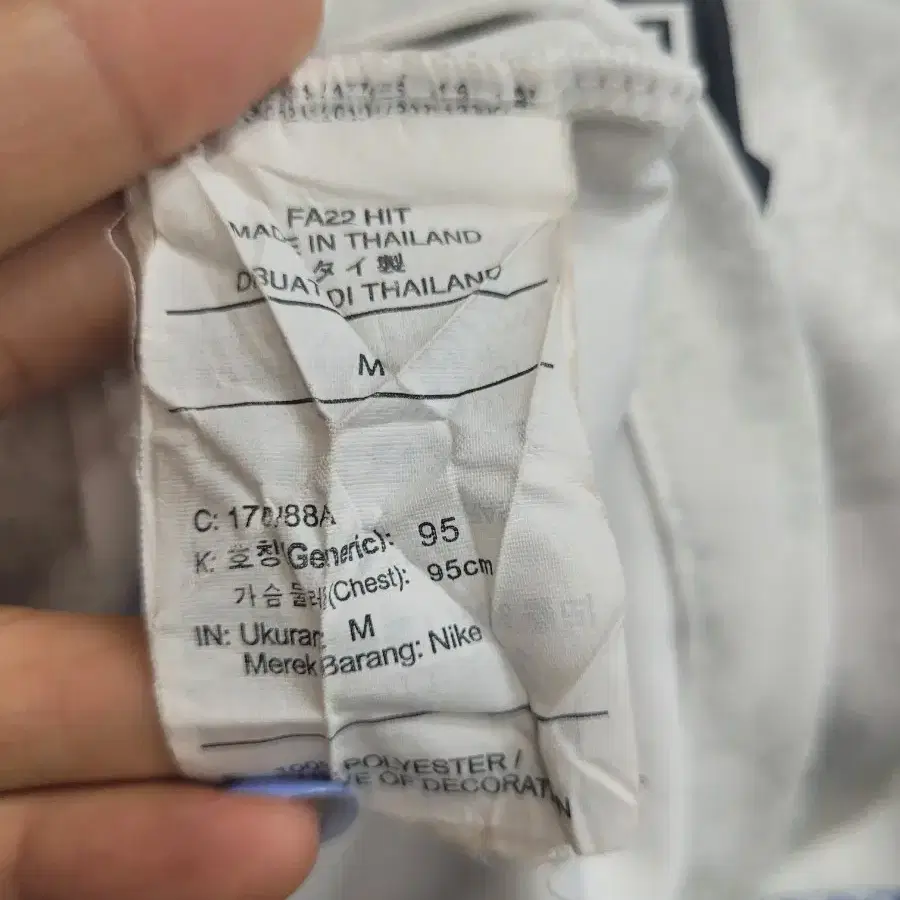 FA22 HIT
MADE IN THAILAND
タイ製
DIBUAT DI THAILAND
M
C: 170/88A
K: 호칭(Generic): 95
가슴둘레(Chest): 95cm
IN: Ukuran: M
Merek Barang: Nike
100% POLYESTER /
OF DECORATION